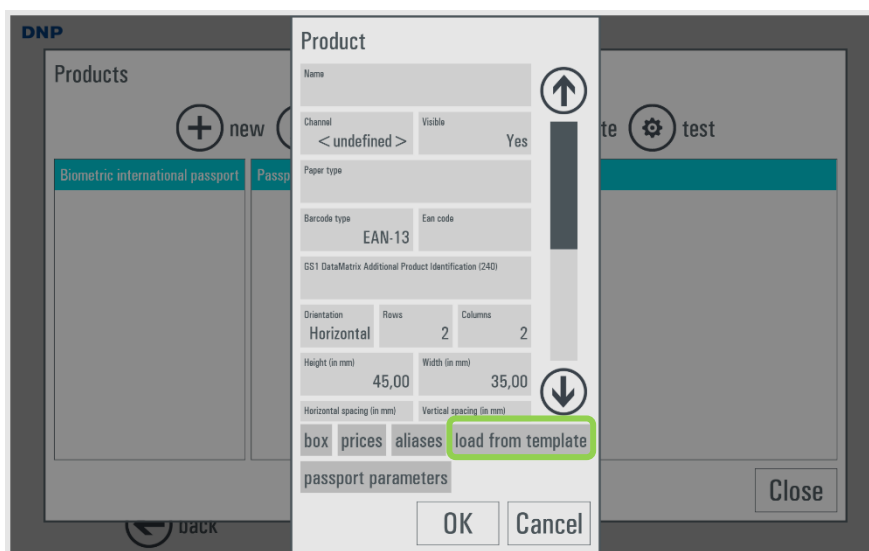 DNP
Product
Products
new
te
test
Biometric international passport
Passp
Name
Channel
Visible
< undefined >
Yes
Paper type
Barcode type
Ean code
EAN-13
GS1 DataMatrix Additional Product Identification (240)
Orientation
Rows
Columns
Horizontal
2
2
Height (in mm)
Width (in mm)
45,00
35,00
Horizontal spacing (in mm)
Vertical spacing (in mm)
box
prices
aliases
load from template
passport parameters
OK
Cancel
Close
back